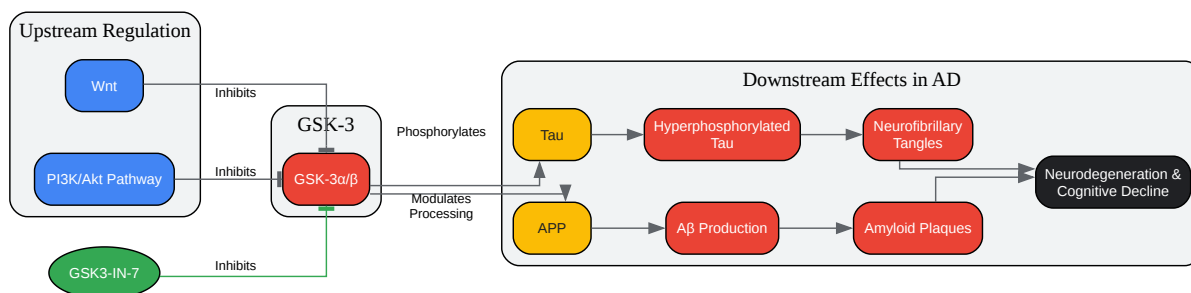 Upstream Regulation
Wnt
Inhibits
PI3K/Akt Pathway
Inhibits
GSK3-IN-7
Inhibits
GSK-3
GSK-3α/β
Phosphorylates
Modulates
Processing
Downstream Effects in AD
Tau
Hyperphosphorylated
Tau
Neurofibrillary
Tangles
APP
Aβ Production
Amyloid Plaques
Neurodegeneration &
Cognitive Decline